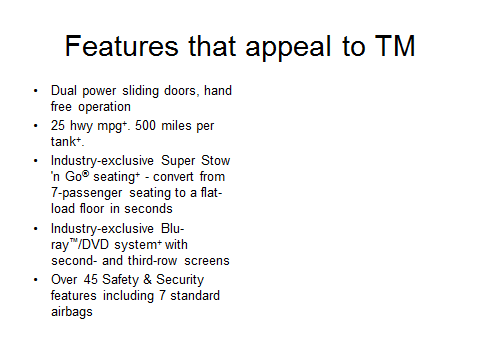 Features that appeal to TM
• Dual power sliding doors, hand
free operation
• 25 hwy mpg+. 500 miles per
tank+.
• Industry-exclusive Super Stow
'n Go® seating+ - convert from
7-passenger seating to a flat-
load floor in seconds
• Industry-exclusive Blu-
ray™/DVD system+ with
second- and third-row screens
• Over 45 Safety & Security
features including 7 standard
airbags